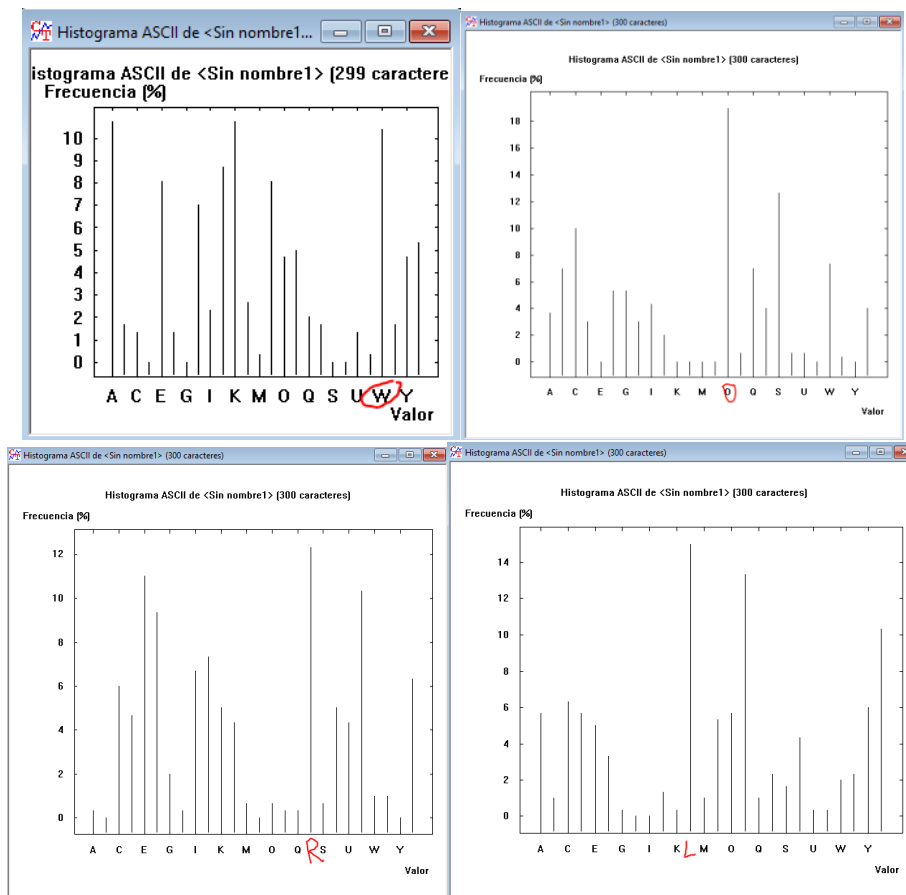 Histograma ASCII de <Sin nombre1...
istograma ASCII de <Sin nombre1> (299 caractere
Frecuencia (%)
10
9
8
7
6
5
4
3
2
1
0
A C E G I K M O Q S U W Y
Valor
Histograma ASCII de <Sin nombre1> (300 caracteres)
Histograma ASCII de <Sin nombre1> (300 caracteres)
Frecuencia (%)
18
16
14
12
10
8
6
4
2
0
A C E G I K M O Q S U W Y
Valor
Histograma ASCII de <Sin nombre1> (300 caracteres)
Histograma ASCII de <Sin nombre1> (300 caracteres)
Frecuencia (%)
12
10
8
6
4
2
0
A C E G I K M O Q R S U W Y
Valor
Histograma ASCII de <Sin nombre1> (300 caracteres)
Histograma ASCII de <Sin nombre1> (300 caracteres)
Frecuencia (%)
14
12
10
8
6
4
2
0
A C E G I K L M O Q S U W Y
Valor